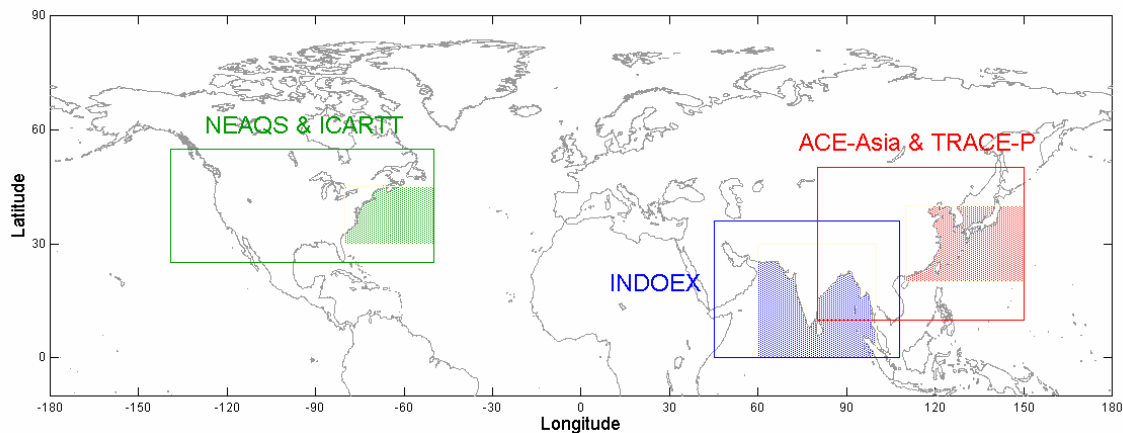 90
60
30
0
NEAQS & ICARTT
ACE-Asia & TRACE-P
INDOEX
Latitude
-180 -150 -120 -90 -60 -30 0 30 60 90 120 150 180
Longitude